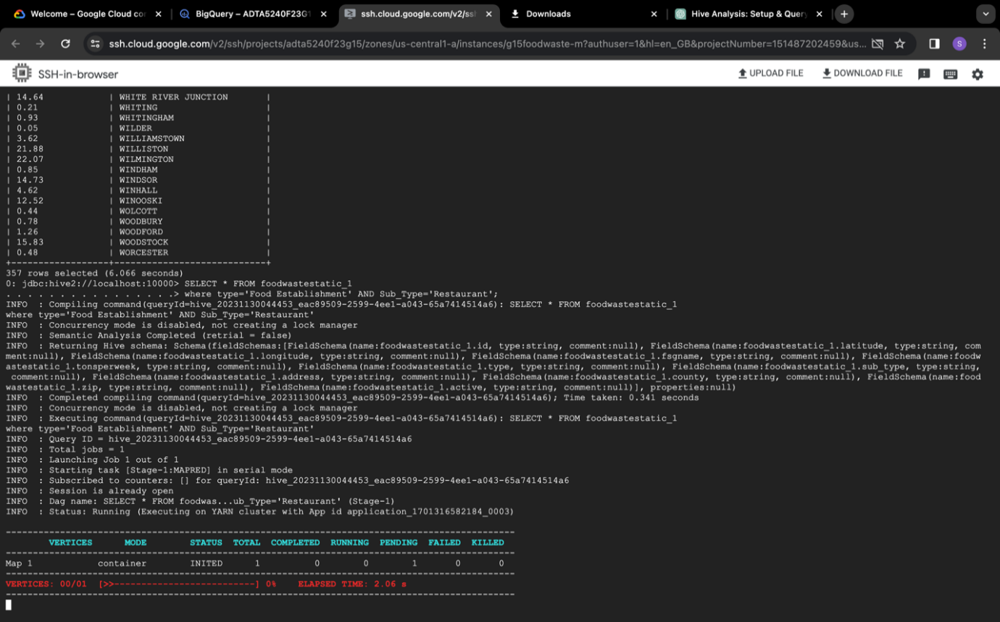 Welcome – Google Cloud co
BigQuery – ADTA5240F23G1
ssh.cloud.google.com/v2/ssh
Downloads
Hive Analysis: Setup & Query
ssh.cloud.google.com/v2/ssh/projects/adta5240f23g15/zones/us-central1-a/instances/g15foodwaste-m?authuser=1&hl=en_GB&projectNumber=151487202459&us...
S
SSH-in-browser
UPLOAD FILE
DOWNLOAD FILE
| 14.64 | WHITE RIVER JUNCTION |
| 0.21 | WHITING |
| 0.93 | WHITINGHAM |
| 0.05 | WILDER |
| 3.62 | WILLIAMSTOWN |
| 21.88 | WILLISTON |
| 22.07 | WILMINGTON |
| 0.85 | WINDHAM |
| 14.73 | WINDSOR |
| 4.62 | WINHALL |
| 12.52 | WINOOSKI |
| 0.44 | WOLCOTT |
| 0.78 | WOODBURY |
| 1.26 | WOODFORD |
| 15.83 | WOODSTOCK |
| 0.48 | WORCESTER |
+------------------+----------------------------+
357 rows selected (6.066 seconds)
0: jdbc:hive2://localhost:10000> SELECT * FROM foodwastestatic_1
. . . . . . . . . . . . . . . .> where type='Food Establishment' AND Sub_Type='Restaurant';
INFO  : Compiling command(queryId=hive_20231130044453_eac89509-2599-4ee1-a043-65a7414514a6): SELECT * FROM foodwastestatic_1
where type='Food Establishment' AND Sub_Type='Restaurant'
INFO  : Concurrency mode is disabled, not creating a lock manager
INFO  : Semantic Analysis Completed (retrial = false)
INFO  : Returning Hive schema: Schema(fieldSchemas:[FieldSchema(name:foodwastestatic_1.id, type:string, comment:null), FieldSchema(name:foodwastestatic_1.latitude, type:string, com
ment:null), FieldSchema(name:foodwastestatic_1.longitude, type:string, comment:null), FieldSchema(name:foodwastestatic_1.fsgname, type:string, comment:null), FieldSchema(name:foodw
astestatic_1.tonsperweek, type:string, comment:null), FieldSchema(name:foodwastestatic_1.type, type:string, comment:null), FieldSchema(name:foodwastestatic_1.sub_type, type:string,
comment:null), FieldSchema(name:foodwastestatic_1.address, type:string, comment:null), FieldSchema(name:foodwastestatic_1.county, type:string, comment:null), FieldSchema(name:food
wastestatic_1.zip, type:string, comment:null), FieldSchema(name:foodwastestatic_1.active, type:string, comment:null)], properties:null)
INFO  : Completed compiling command(queryId=hive_20231130044453_eac89509-2599-4ee1-a043-65a7414514a6); Time taken: 0.341 seconds
INFO  : Concurrency mode is disabled, not creating a lock manager
INFO  : Executing command(queryId=hive_20231130044453_eac89509-2599-4ee1-a043-65a7414514a6): SELECT * FROM foodwastestatic_1
where type='Food Establishment' AND Sub_Type='Restaurant'
INFO  : Query ID = hive_20231130044453_eac89509-2599-4ee1-a043-65a7414514a6
INFO  : Total jobs = 1
INFO  : Launching Job 1 out of 1
INFO  : Starting task [Stage-1:MAPRED] in serial mode
INFO  : Subscribed to counters: [] for queryId: hive_20231130044453_eac89509-2599-4ee1-a043-65a7414514a6
INFO  : Session is already open
INFO  : Dag name: SELECT * FROM foodwas...ub_Type='Restaurant' (Stage-1)
INFO  : Status: Running (Executing on YARN cluster with App id application_1701316582184_0003)
VERTICES MODE STATUS TOTAL COMPLETED RUNNING PENDING FAILED KILLED
Map 1 container INITED 1 0 0 1 0 0
VERTICES: 00/01 [>>--------------------------] 0% ELAPSED TIME: 2.06 s